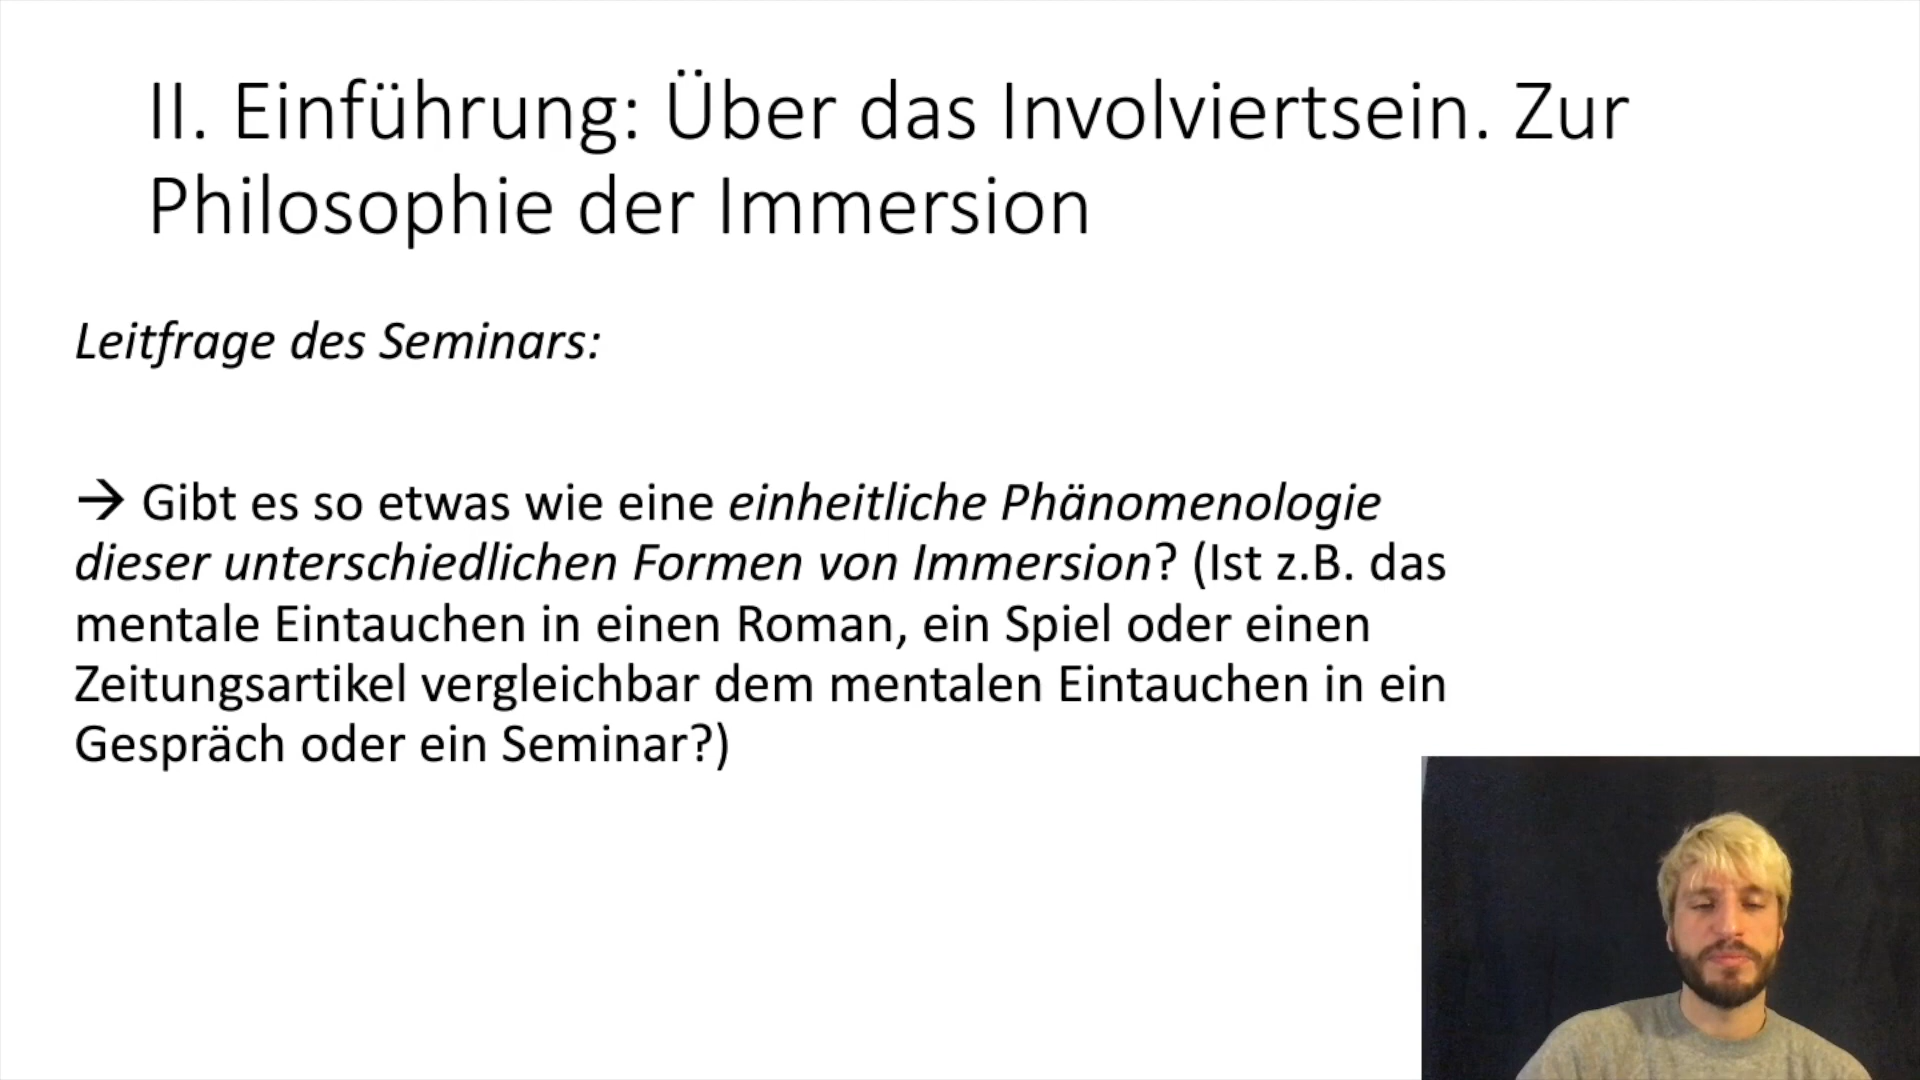 II. Einführung: Über das Involviertsein. Zur
Philosophie der Immersion
Leitfrage des Seminars:
→ Gibt es so etwas wie eine einheitliche Phänomenologie
dieser unterschiedlichen Formen von Immersion? (Ist z.B. das
mentale Eintauchen in einen Roman, ein Spiel oder einen
Zeitungsartikel vergleichbar dem mentalen Eintauchen in ein
Gespräch oder ein Seminar?)